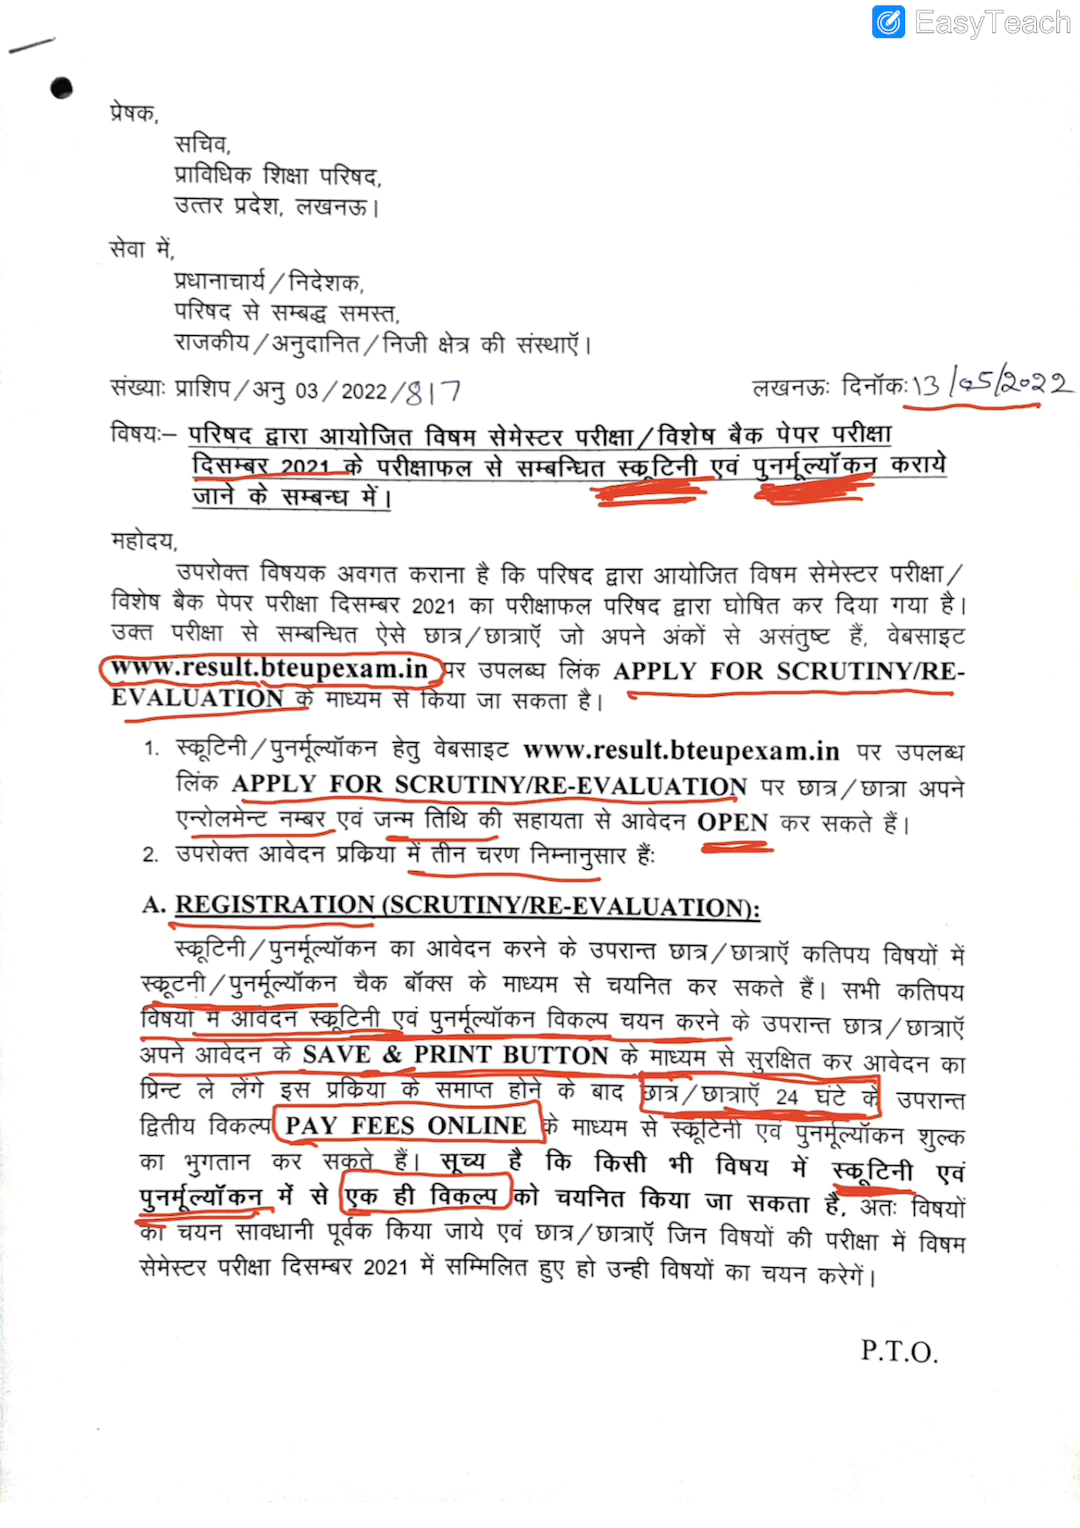 EasyTeach
प्रेषक,
सचिव,
प्राविधिक शिक्षा परिषद,
उत्तर प्रदेश, लखनऊ।
सेवा में,
प्रधानाचार्य/निदेशक,
परिषद से सम्बद्ध समस्त,
राजकीय/अनुदानित/निजी क्षेत्र की संस्थाऍ।
संख्याः प्राशिप/अनु 03/2022/817 लखनऊः दिनॉकः13/05/2022
विषयः– परिषद द्वारा आयोजित विषम सेमेस्टर परीक्षा/विशेष बैक पेपर परीक्षा
दिसम्बर 2021 के परीक्षाफल से सम्बन्धित स्क्रूटिनी एवं पुनर्मूल्यॉकन कराये
जाने के सम्बन्ध में।
महोदय,
उपरोक्त विषयक अवगत कराना है कि परिषद द्वारा आयोजित विषम सेमेस्टर परीक्षा/
विशेष बैक पेपर परीक्षा दिसम्बर 2021 का परीक्षाफल परिषद द्वारा घोषित कर दिया गया है।
उक्त परीक्षा से सम्बन्धित ऐसे छात्र/छात्राऍ जो अपने अंकों से असंतुष्ट हैं, वेबसाइट
www.result.bteupexam.in पर उपलब्ध लिंक APPLY FOR SCRUTINY/RE-
EVALUATION के माध्यम से किया जा सकता है।
1. स्क्रूटिनी/पुनर्मूल्यॉकन हेतु वेबसाइट www.result.bteupexam.in पर उपलब्ध
लिंक APPLY FOR SCRUTINY/RE-EVALUATION पर छात्र/छात्रा अपने
एन्रोलमेन्ट नम्बर एवं जन्म तिथि की सहायता से आवेदन OPEN कर सकते हैं।
2. उपरोक्त आवेदन प्रक्रिया में तीन चरण निम्नानुसार हैंः
A. REGISTRATION (SCRUTINY/RE-EVALUATION):
स्क्रूटिनी/पुनर्मूल्यॉकन का आवेदन करने के उपरान्त छात्र/छात्राऍ कतिपय विषयों में
स्क्रूटनी/पुनर्मूल्यॉकन चैक बॉक्स के माध्यम से चयनित कर सकते हैं। सभी कतिपय
विषयों में आवेदन स्क्रूटिनी एवं पुनर्मूल्यॉकन विकल्प चयन करने के उपरान्त छात्र/छात्राऍ
अपने आवेदन के SAVE & PRINT BUTTON के माध्यम से सुरक्षित कर आवेदन का
प्रिन्ट ले लेंगे इस प्रक्रिया के समाप्त होने के बाद छात्र/छात्राऍ 24 घंटे के उपरान्त
द्वितीय विकल्प PAY FEES ONLINE के माध्यम से स्क्रूटिनी एवं पुनर्मूल्यॉकन शुल्क
का भुगतान कर सकते हैं। सूच्य है कि किसी भी विषय में स्क्रूटिनी एवं
पुनर्मूल्यॉकन में से एक ही विकल्प को चयनित किया जा सकता है, अतः विषयों
का चयन सावधानी पूर्वक किया जाये एवं छात्र/छात्राऍ जिन विषयों की परीक्षा में विषम
सेमेस्टर परीक्षा दिसम्बर 2021 में सम्मिलित हुए हो उन्ही विषयों का चयन करेगें।
P.T.O.